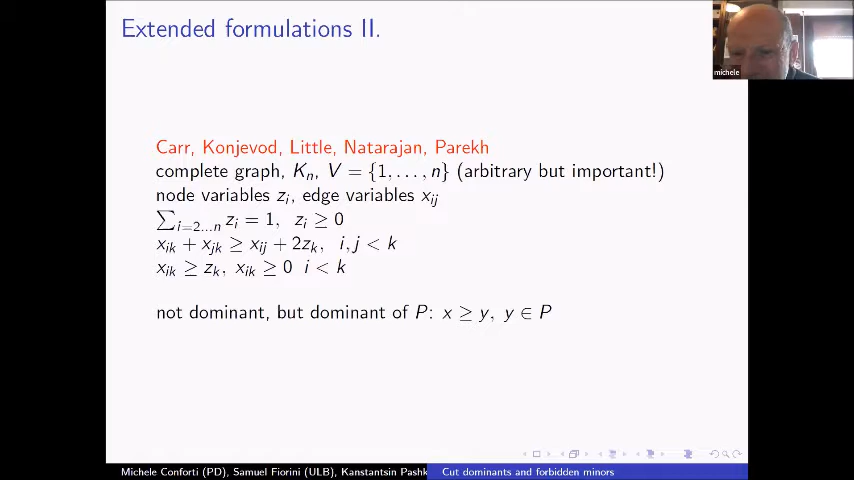 Extended formulations II.
michele
Carr, Konjevod, Little, Natarajan, Parekh
complete graph, Kₙ, V = {1, . . . , n} (arbitrary but important!)
node variables zᵢ, edge variables xᵢⱼ
∑ᵢ₌₂...ₙ zᵢ = 1, zᵢ ≥ 0
xᵢₖ + xⱼₖ ≥ xᵢⱼ + 2zₖ, i, j < k
xᵢₖ ≥ zₖ, xᵢₖ ≥ 0 i < k
not dominant, but dominant of P: x ≥ y, y ∈ P
Michele Conforti (PD), Samuel Fiorini (ULB), Kanstantsin Pashk
Cut dominants and forbidden minors